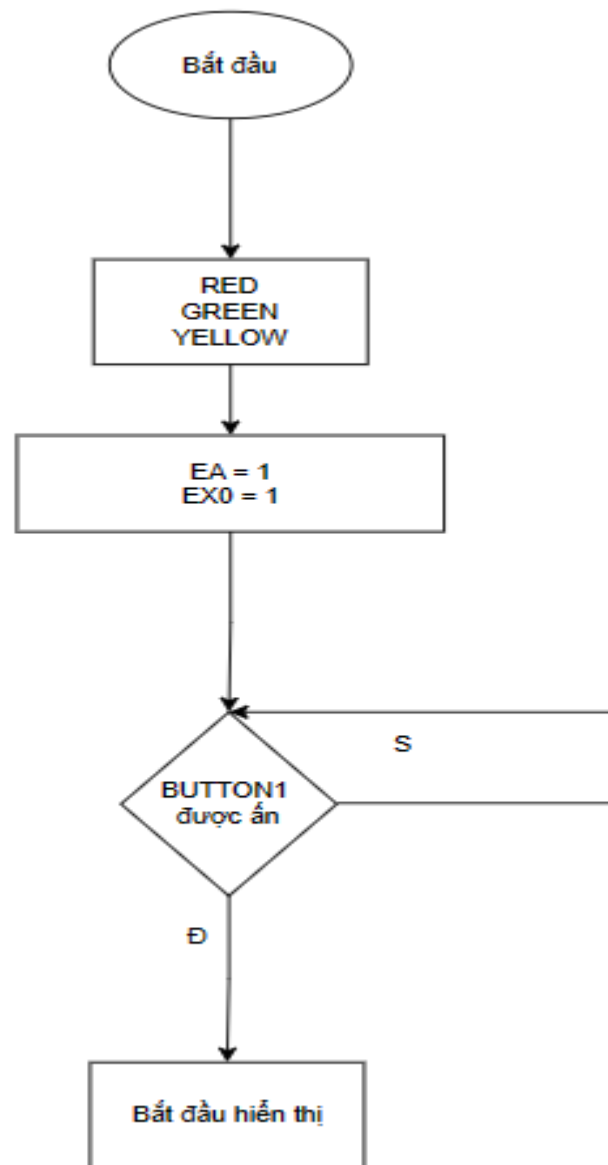 Bắt đầu
RED
GREEN
YELLOW
EA = 1
EX0 = 1
S
BUTTON1
được ấn
Đ
Bắt đầu hiển thị